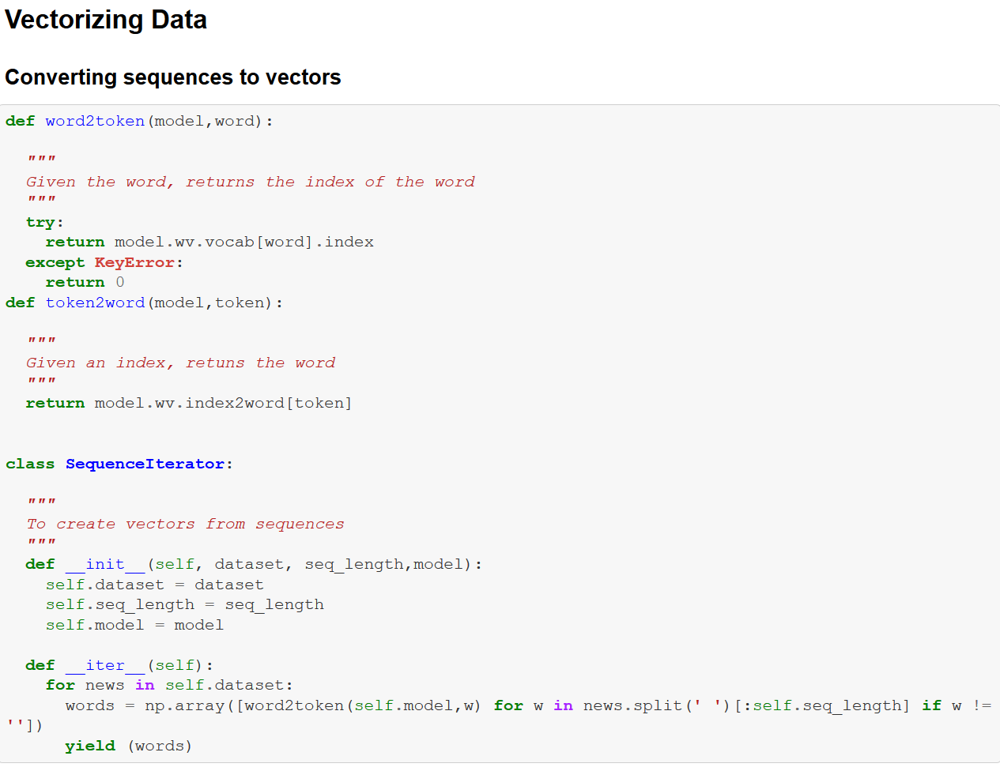 Vectorizing Data
Converting sequences to vectors
def word2token(model,word):
"""
Given the word, returns the index of the word
"""
try:
return model.wv.vocab[word].index
except KeyError:
return 0
def token2word(model,token):
"""
Given an index, retuns the word
"""
return model.wv.index2word[token]
class SequenceIterator:
"""
To create vectors from sequences
"""
def __init__(self, dataset, seq_length,model):
self.dataset = dataset
self.seq_length = seq_length
self.model = model
def __iter__(self):
for news in self.dataset:
words = np.array([word2token(self.model,w) for w in news.split(' ')[:self.seq_length] if w !=
''])
yield (words)